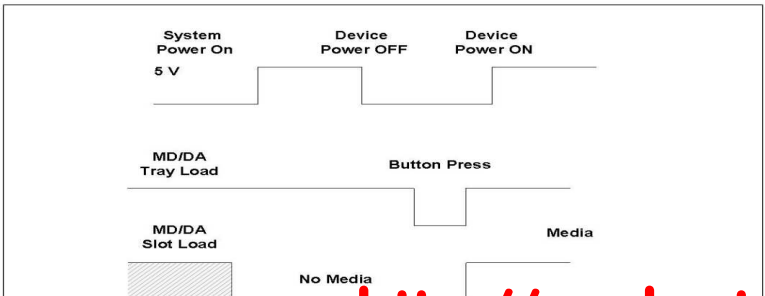 System Device Device
Power On Power OFF Power ON
5 V
MD/DA
Tray Load Button Press
MD/DA
Slot Load Media
No Media